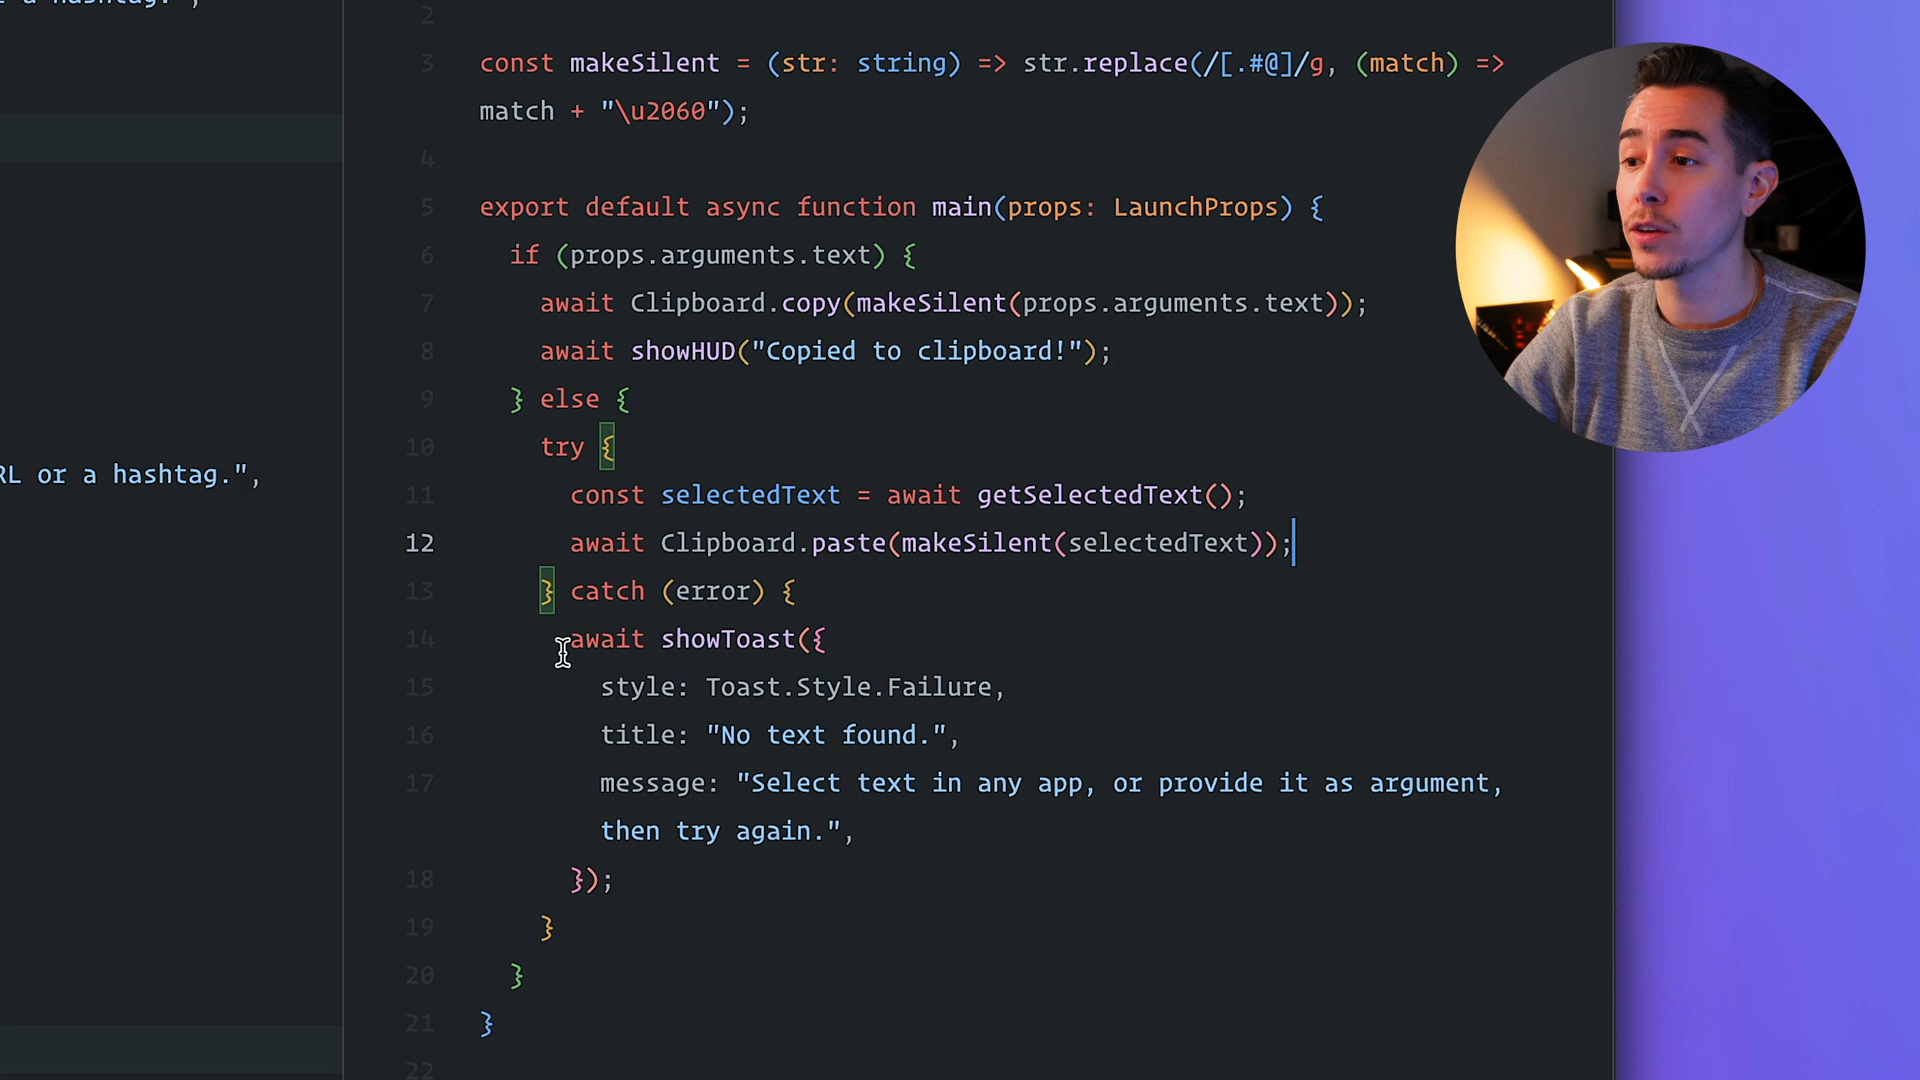 a hashtag.",
RL or a hashtag.",
2
3 const makeSilent = (str: string) => str.replace(/[.#@]/g, (match) =>
match + "\u2060");
4
5 export default async function main(props: LaunchProps) {
6 if (props.arguments.text) {
7 await Clipboard.copy(makeSilent(props.arguments.text));
8 await showHUD("Copied to clipboard!");
9 } else {
10 try {
11 const selectedText = await getSelectedText();
12 await Clipboard.paste(makeSilent(selectedText));
13 } catch (error) {
14 await showToast({
15 style: Toast.Style.Failure,
16 title: "No text found.",
17 message: "Select text in any app, or provide it as argument,
then try again.",
18 });
19 }
20 }
21 }
22